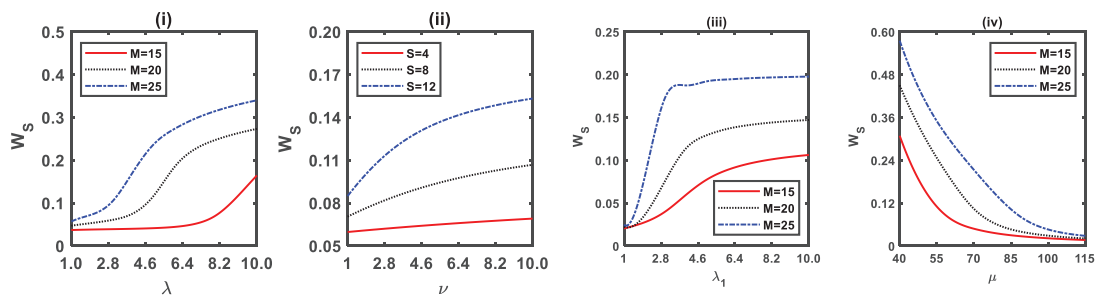 (i)
0.5
0.4
0.3
0.2
0.1
0
W_S
M=15
M=20
M=25
1.0 2.8 4.6 6.4 8.2 10.0
λ
(ii)
0.20
0.17
0.14
0.11
0.08
0.05
W_S
S=4
S=8
S=12
1 2.8 4.6 6.4 8.2 10.0
ν
(iii)
0.25
0.20
0.15
0.10
0.05
0
W_S
M=15
M=20
M=25
1 2.8 4.6 6.4 8.2 10.0
λ_1
(iv)
0.60
0.48
0.36
0.24
0.12
0
W_S
M=15
M=20
M=25
40 55 70 85 100 115
μ